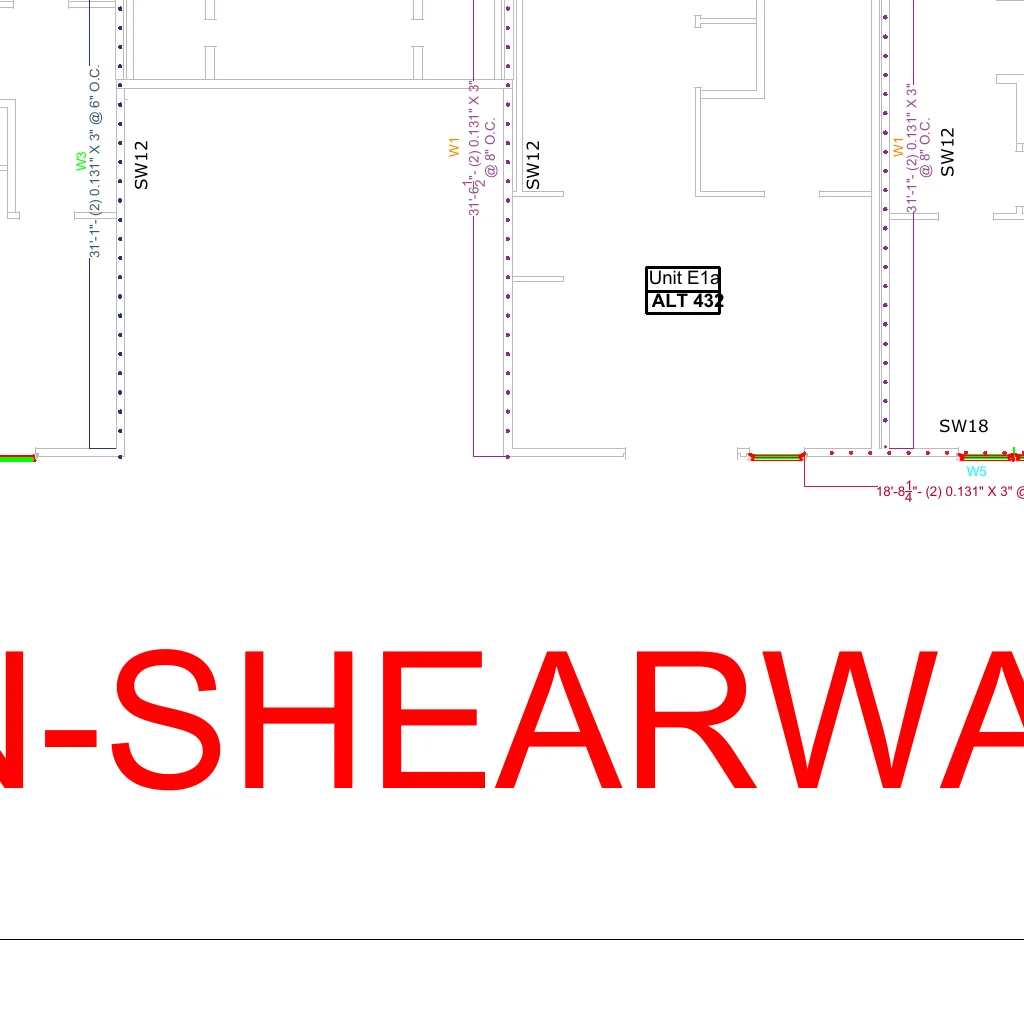 W3
31'-1"- (2) 0.131" X 3" @ 6" O.C.
SW12
W1
31'-6 1/2"- (2) 0.131" X 3"
@ 8" O.C.
SW12
W1
31'-1"- (2) 0.131" X 3"
@ 8" O.C.
SW12
Unit E1a
ALT 432
SW18
W5
18'-8 1/4"- (2) 0.131" X 3" @
N-SHEARWA